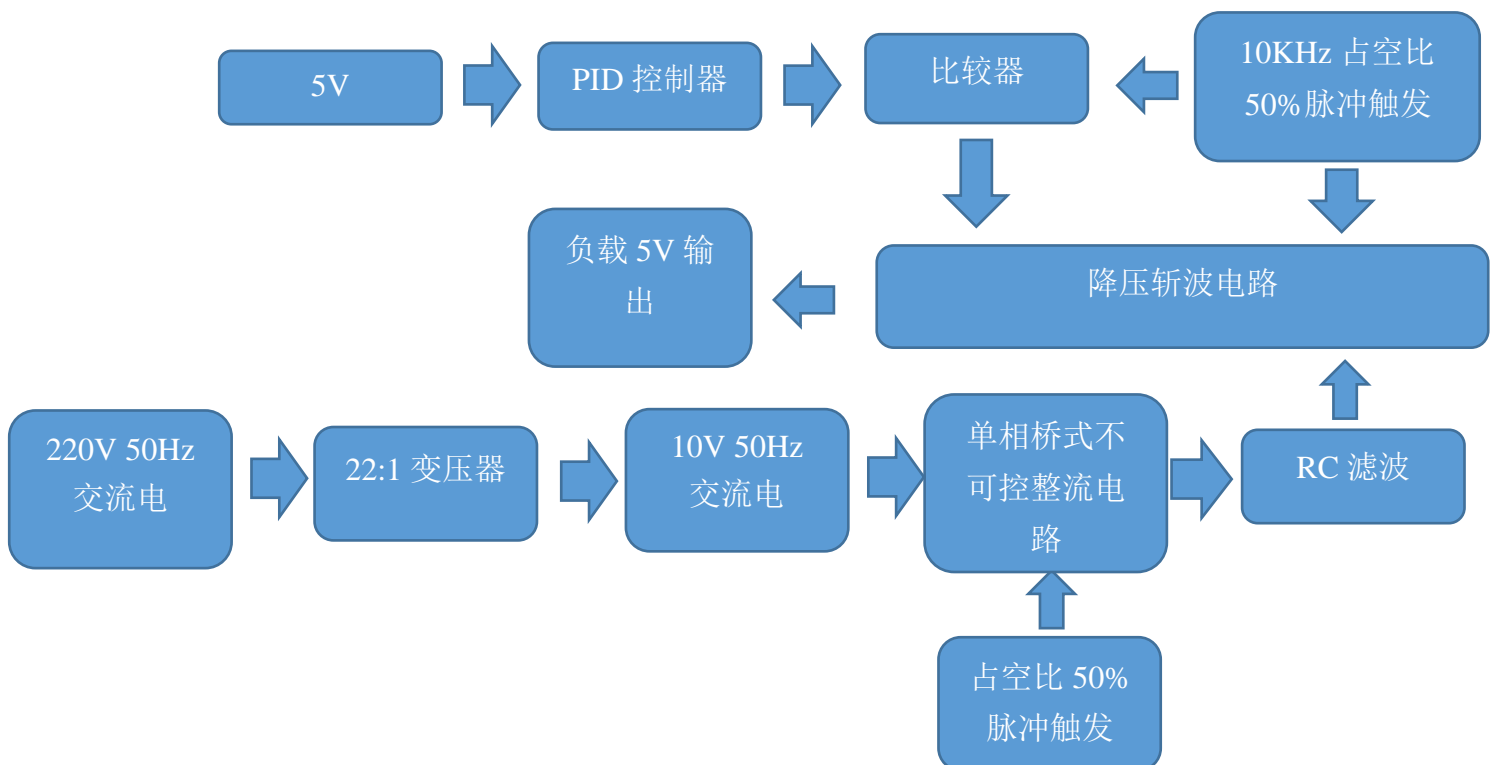 5V
PID 控制器
比较器
10KHz 占空比
50%脉冲触发
负载 5V 输
出
降压斩波电路
220V 50Hz
交流电
22:1 变压器
10V 50Hz
交流电
单相桥式不
可控整流电
路
RC 滤波
占空比 50%
脉冲触发